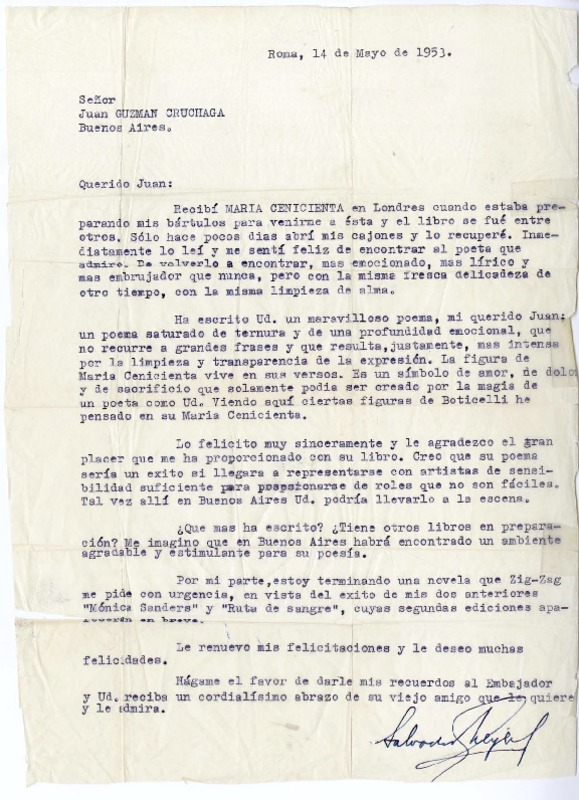 Roma, 14 de Mayo de 1953.
Señor
Juan GUZMAN CRUCHAGA
Buenos Aires.
Querido Juan:
Recibí MARIA CENICIENTA en Londres cuando estaba pre-
parando mis bártulos para venirme a ésta y el libro se fué entre
otros. Sólo hace pocos dias abrí mis cajones y lo recuperé. Inme-
diatamente lo leí y me sentí feliz de encontrar al poeta que
admiro. De volverlo a encontrar, mas emocionado, mas lírico y
mas embrujador que nunca, pero con la misma fresca delicadeza de
otro tiempo, con la misma limpieza de alma.
Ha escrito Ud. un maravilloso poema, mi querido Juan:
un poema saturado de ternura y de una profundidad emocional, que
no recurre a grandes frases y que resulta,justamente, mas intensa
por la limpieza y transparencia de la expresión. La figura de
Maria Cenicienta vive en sus versos. Es un símbolo de amor, de dolor
y de sacrificio que solamente podia ser creado por la magia de
un poeta como Ud. Viendo aquí ciertas figuras de Boticelli he
pensado en su Maria Cenicienta.
Lo felicito muy sinceramente y le agradezco el gran
placer que me ha proporcionado con su libro. Creo que su poema
sería un exito si llegara a representarse con artistas de sensi-
bilidad suficiente para posesionarse de roles que no son fáciles.
Tal vez allí en Buenos Aires Ud. podría llevarlo a la escena.
¿Que mas ha escrito? ¿Tiene otros libros en prepara-
ción? Me imagino que en Buenos Aires habrá encontrado un ambiente
agradable y estimulante para su poesía.
Por mi parte,estoy terminando una novela que Zig-Zag
me pide con urgencia, en vista del exito de mis dos anteriores
"Mónica Sanders" y "Ruta de sangre", cuyas segundas ediciones apa-
recerán en breve.
Le renuevo mis felicitaciones y le deseo muchas
felicidades.
Hágame el favor de darle mis recuerdos al Embajador
y Ud. reciba un cordialísimo abrazo de su viejo amigo que le quiere
y le admira.
Salvador Reyes